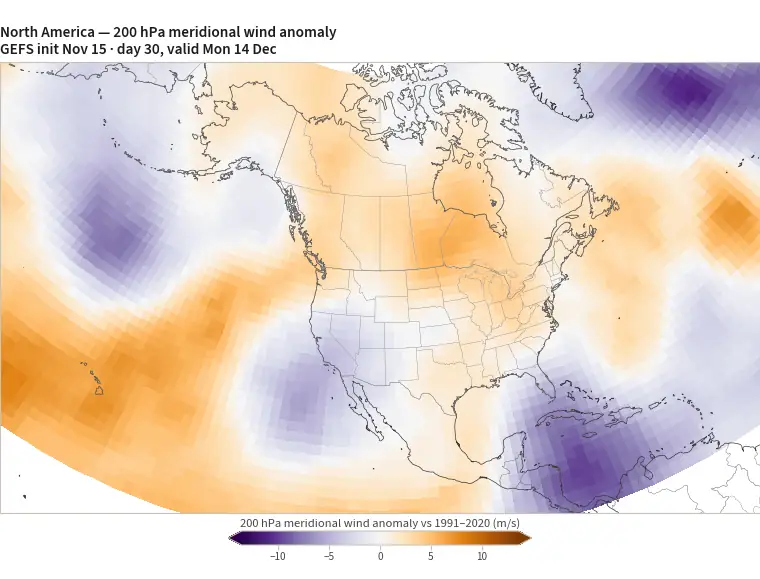 North America — 200 hPa meridional wind anomaly
GEFS init Nov 15 · day 30, valid Mon 14 Dec
200 hPa meridional wind anomaly vs 1991–2020 (m/s)
−10 −5 0 5 10